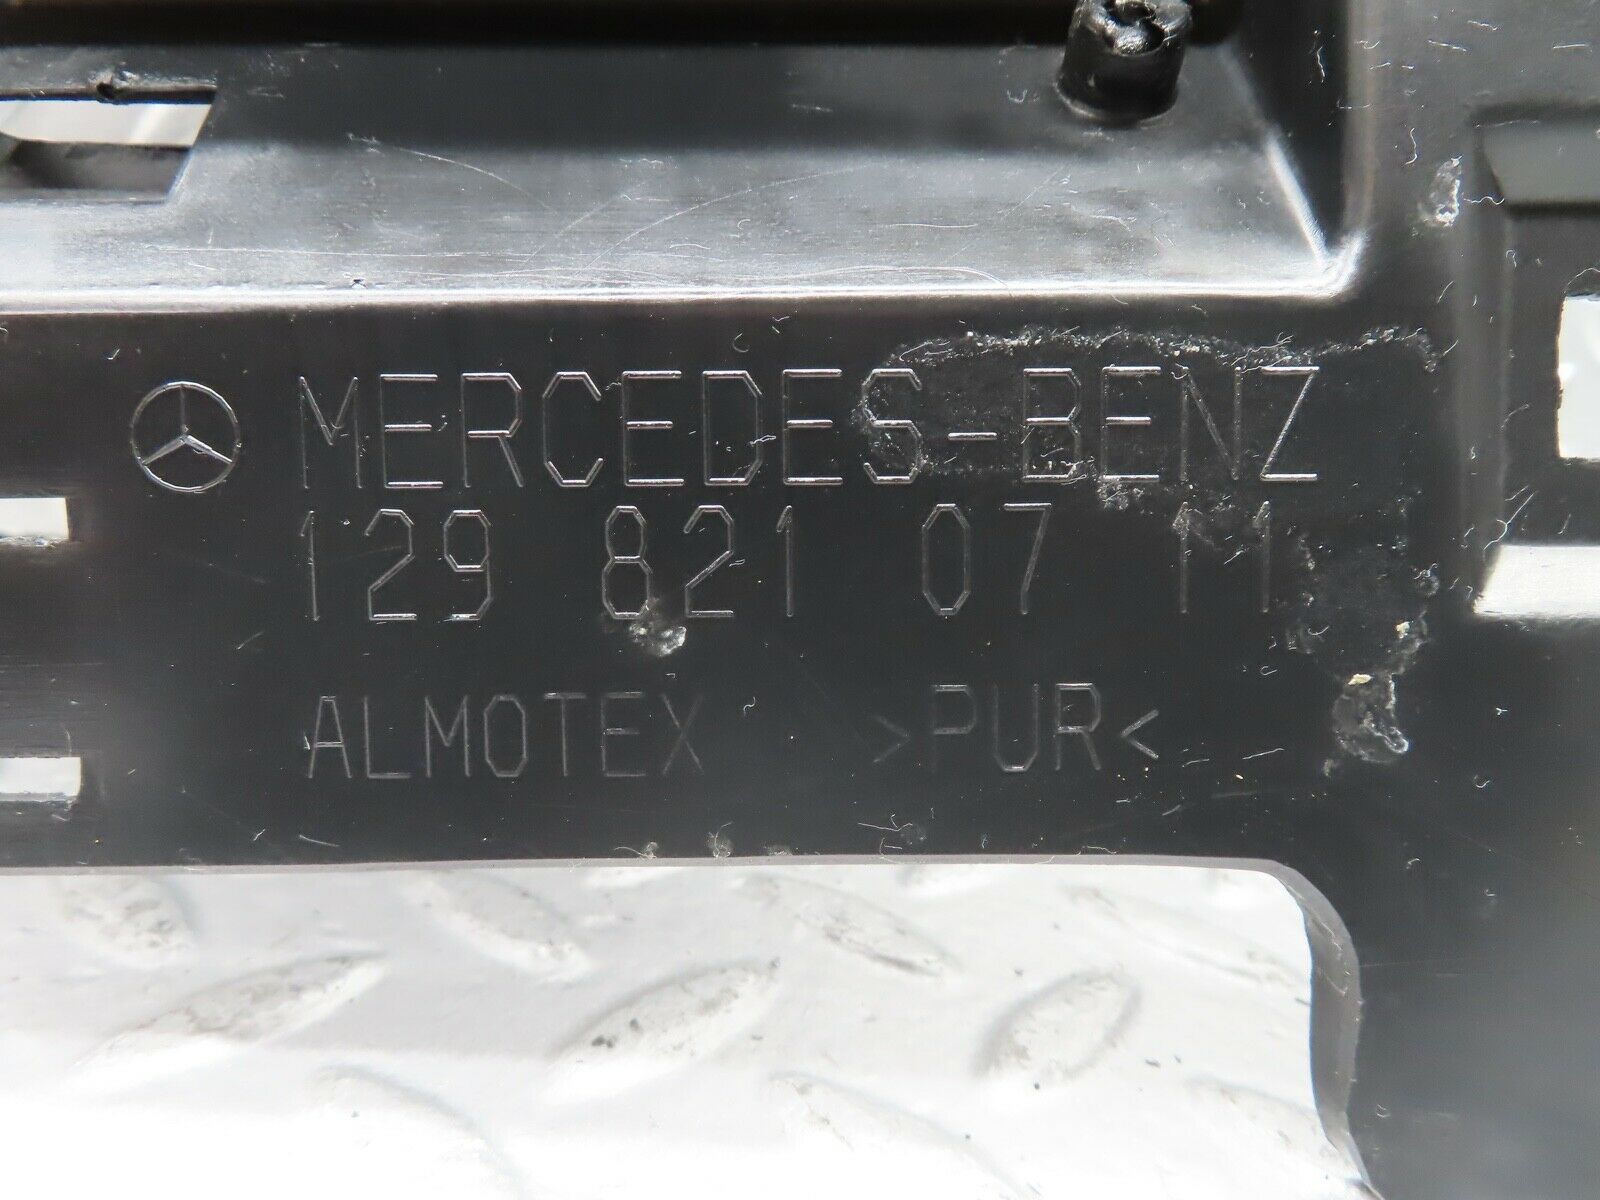 MERCEDES-BENZ
129 821 07 11
ALMOTEX >PUR<